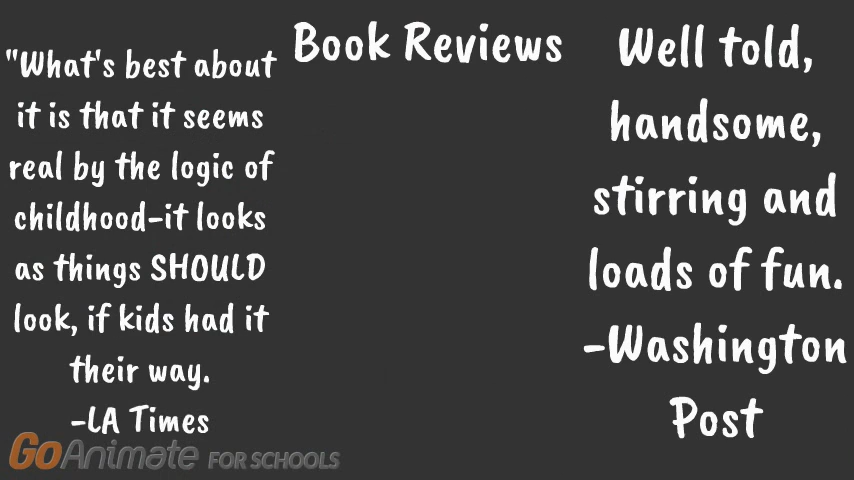 Book Reviews
"What's best about
it is that it seems
real by the logic of
childhood-it looks
as things SHOULD
look, if kids had it
their way.
-LA Times
Well told,
handsome,
stirring and
loads of fun.
-Washington
Post
GoAnimate FOR SCHOOLS